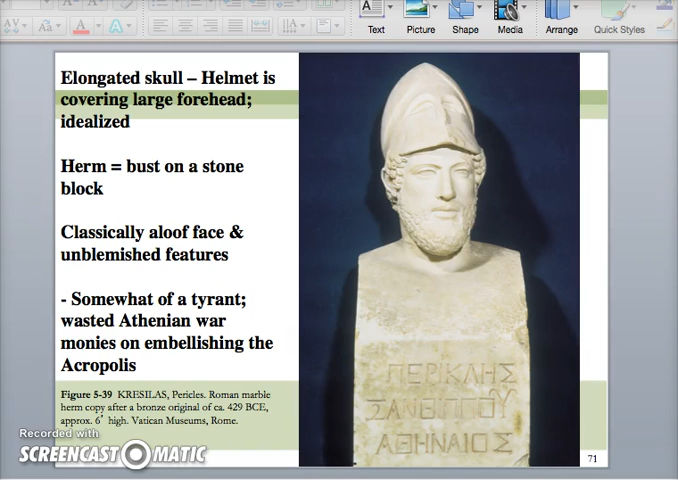 Text
Picture
Shape
Media
Arrange
Quick Styles
Elongated skull – Helmet is
covering large forehead;
idealized
Herm = bust on a stone
block
Classically aloof face &
unblemished features
- Somewhat of a tyrant;
wasted Athenian war
monies on embellishing the
Acropolis
Figure 5-39 KRESILAS, Pericles. Roman marble
herm copy after a bronze original of ca. 429 BCE,
approx. 6' high. Vatican Museums, Rome.
ΠΕΡΙΚΛΗΣ
ΞΑΝΘΙΠΠΟΥ
ΑΘΗΝΑΙΟΣ
71
Recorded with
SCREENCAST-O-MATIC